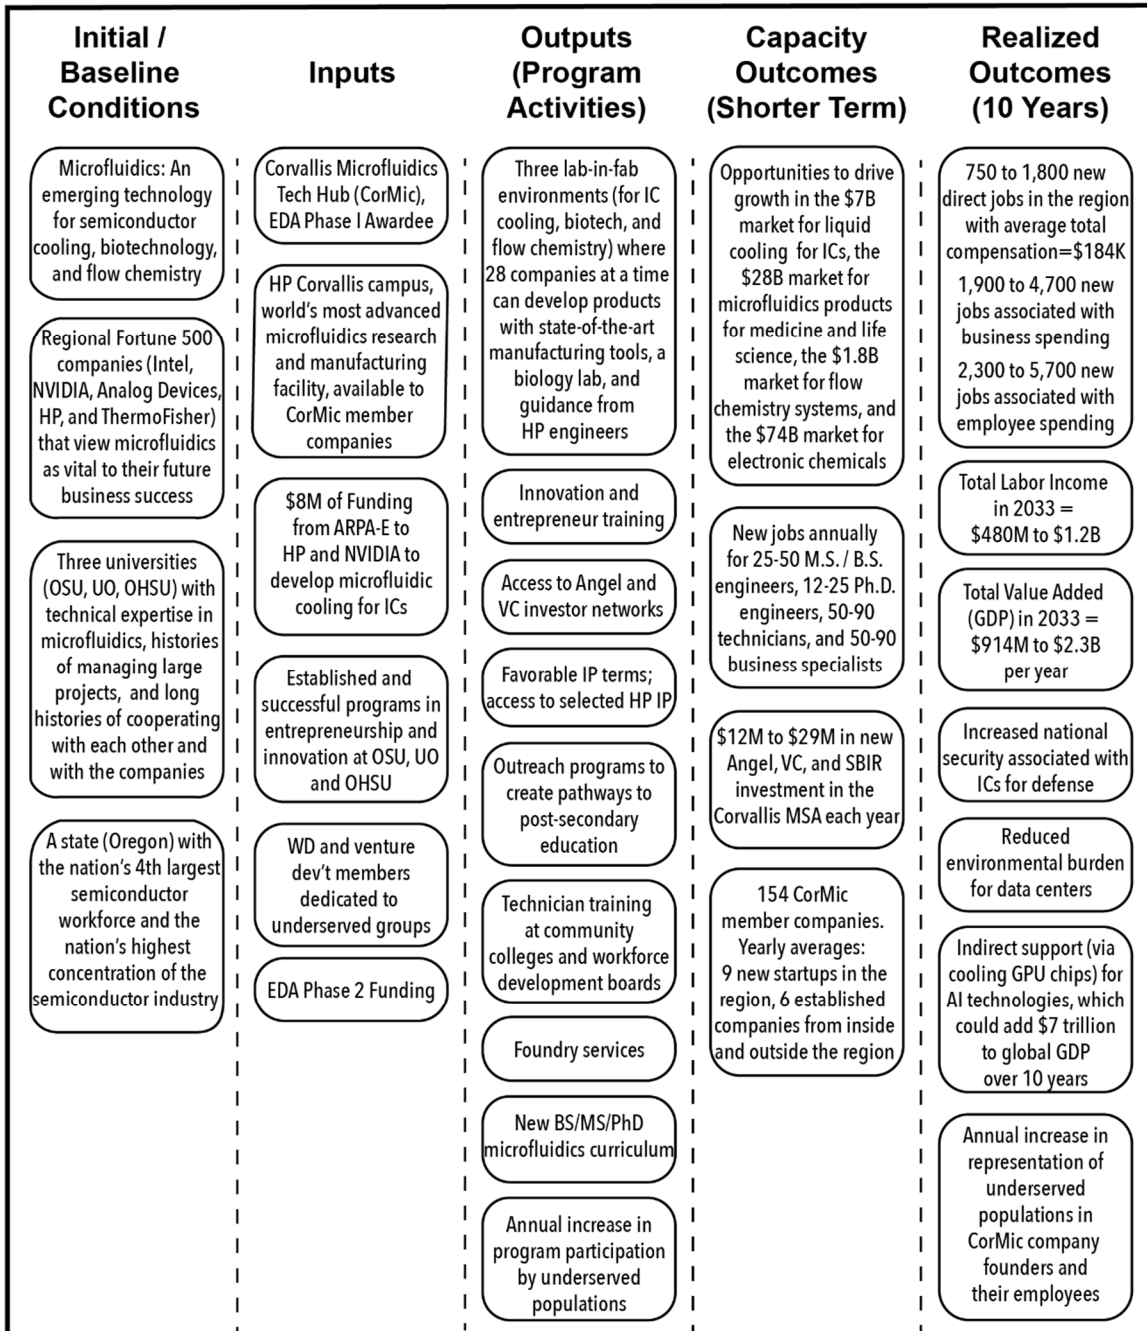 Initial /
Baseline
Conditions
Microfluidics: An
emerging technology
for semiconductor
cooling, biotechnology,
and flow chemistry
Regional Fortune 500
companies (Intel,
NVIDIA, Analog Devices,
HP, and ThermoFisher)
that view microfluidics
as vital to their future
business success
Three universities
(OSU, UO, OHSU) with
technical expertise in
microfluidics, histories
of managing large
projects, and long
histories of cooperating
with each other and
with the companies
A state (Oregon) with
the nation's 4th largest
semiconductor
workforce and the
nation's highest
concentration of the
semiconductor industry
Inputs
Corvallis Microfluidics
Tech Hub (CorMic),
EDA Phase I Awardee
HP Corvallis campus,
world's most advanced
microfluidics research
and manufacturing
facility, available to
CorMic member
companies
$8M of Funding
from ARPA-E to
HP and NVIDIA to
develop microfluidic
cooling for ICs
Established and
successful programs in
entrepreneurship and
innovation at OSU, UO
and OHSU
WD and venture
dev't members
dedicated to
underserved groups
EDA Phase 2 Funding
Outputs
(Program
Activities)
Three lab-in-fab
environments (for IC
cooling, biotech, and
flow chemistry) where
28 companies at a time
can develop products
with state-of-the-art
manufacturing tools, a
biology lab, and
guidance from
HP engineers
Innovation and
entrepreneur training
Access to Angel and
VC investor networks
Favorable IP terms;
access to selected HP IP
Outreach programs to
create pathways to
post-secondary
education
Technician training
at community
colleges and workforce
development boards
Foundry services
New BS/MS/PhD
microfluidics curriculum
Annual increase in
program participation
by underserved
populations
Capacity
Outcomes
(Shorter Term)
Opportunities to drive
growth in the $7B
market for liquid
cooling for ICs, the
$28B market for
microfluidics products
for medicine and life
science, the $1.8B
market for flow
chemistry systems, and
the $74B market for
electronic chemicals
New jobs annually
for 25-50 M.S. / B.S.
engineers, 12-25 Ph.D.
engineers, 50-90
technicians, and 50-90
business specialists
$12M to $29M in new
Angel, VC, and SBIR
investment in the
Corvallis MSA each year
154 CorMic
member companies.
Yearly averages:
9 new startups in the
region, 6 established
companies from inside
and outside the region
Realized
Outcomes
(10 Years)
750 to 1,800 new
direct jobs in the region
with average total
compensation=$184K
1,900 to 4,700 new
jobs associated with
business spending
2,300 to 5,700 new
jobs associated with
employee spending
Total Labor Income
in 2033 =
$480M to $1.2B
Total Value Added
(GDP) in 2033 =
$914M to $2.3B
per year
Increased national
security associated with
ICs for defense
Reduced
environmental burden
for data centers
Indirect support (via
cooling GPU chips) for
AI technologies, which
could add $7 trillion
to global GDP
over 10 years
Annual increase in
representation of
underserved
populations in
CorMic company
founders and
their employees